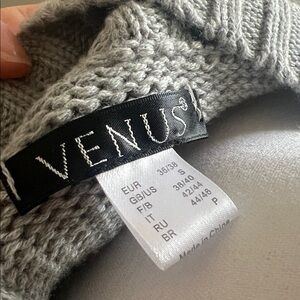 VENUS®
EUR 36/38
GB/US S
F/B 38/40
IT 42/44
RU 44/46
BR P
Made in China